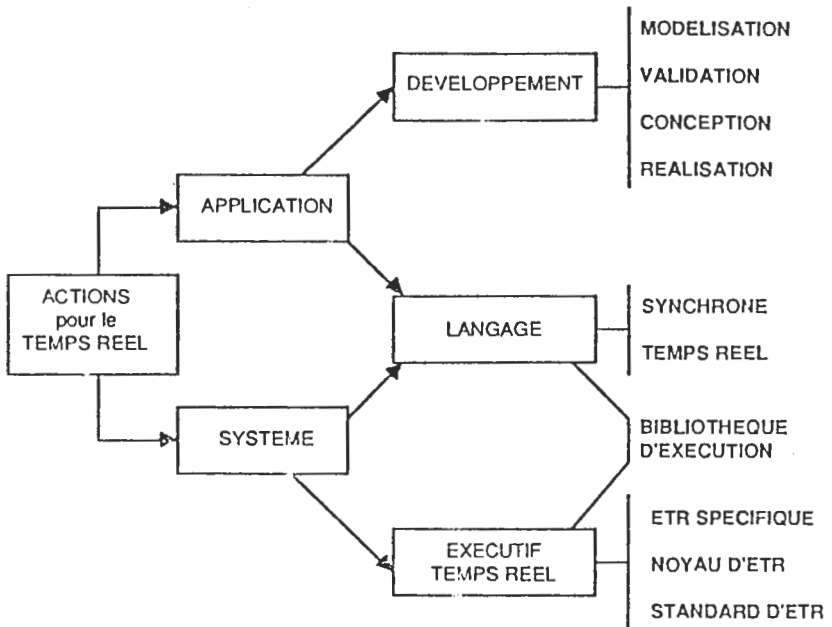 MODELISATION
DEVELOPPEMENT
VALIDATION
CONCEPTION
REALISATION
APPLICATION
ACTIONS
pour le
TEMPS REEL
SYNCHRONE
LANGAGE
TEMPS REEL
SYSTEME
BIBLIOTHEQUE
D'EXECUTION
ETR SPECIFIQUE
EXECUTIF
TEMPS REEL
NOYAU D'ETR
STANDARD D'ETR